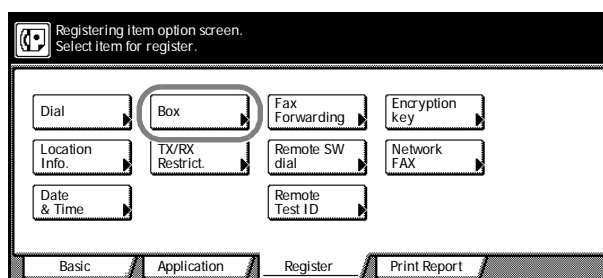 Registering item option screen.
Select item for register.
Dial
Box
Fax
Forwarding
Encryption
key
Location
Info.
TX/RX
Restrict.
Remote SW
dial
Network
FAX
Date
& Time
Remote
Test ID
Basic
Application
Register
Print Report